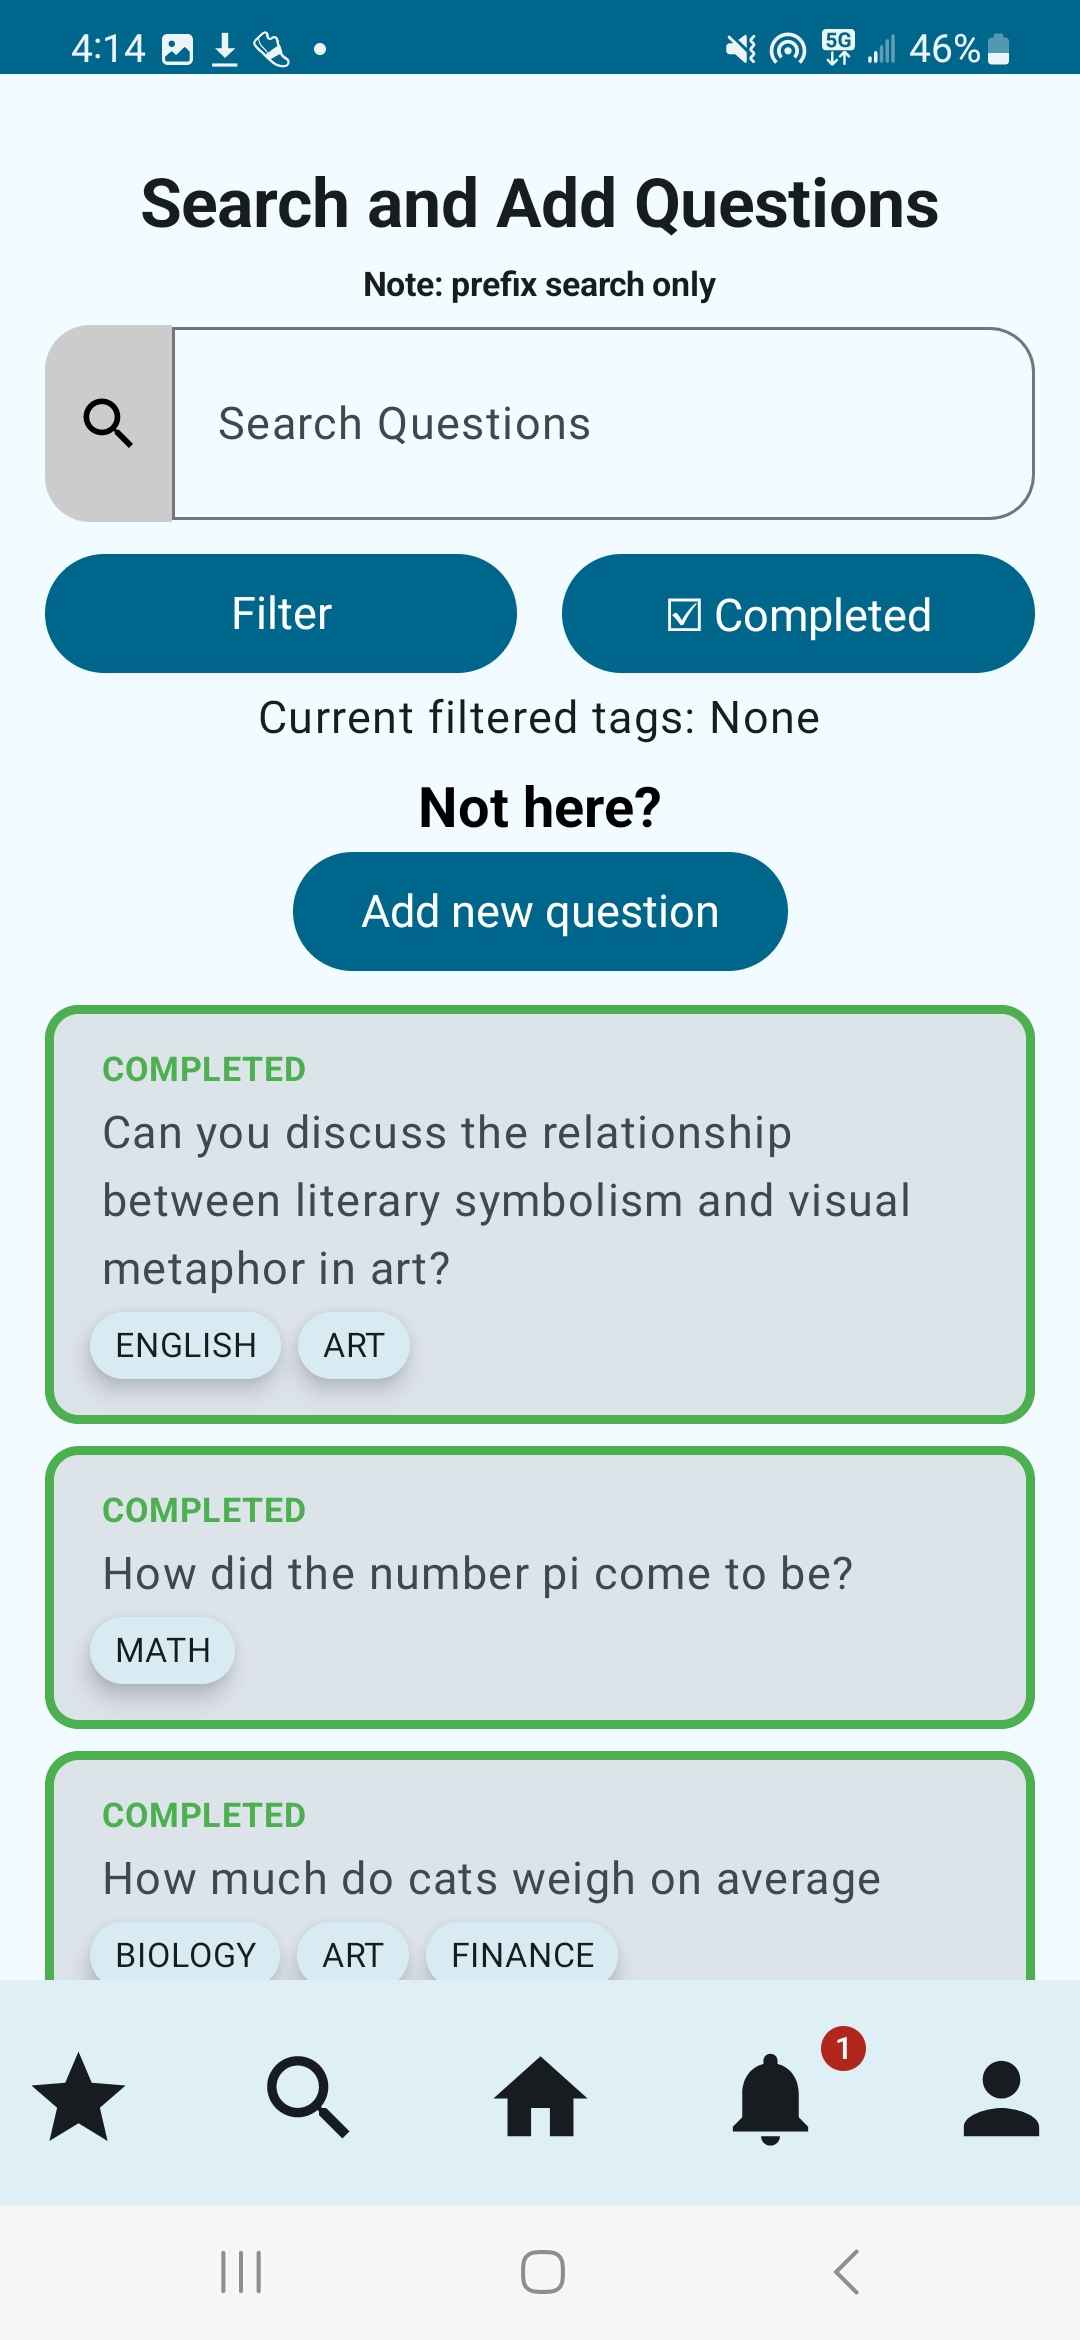 4:14 5G 46%
Search and Add Questions
Note: prefix search only
Search Questions
Filter
☑ Completed
Current filtered tags: None
Not here?
Add new question
COMPLETED
Can you discuss the relationship
between literary symbolism and visual
metaphor in art?
ENGLISH ART
COMPLETED
How did the number pi come to be?
MATH
COMPLETED
How much do cats weigh on average
BIOLOGY ART FINANCE
1